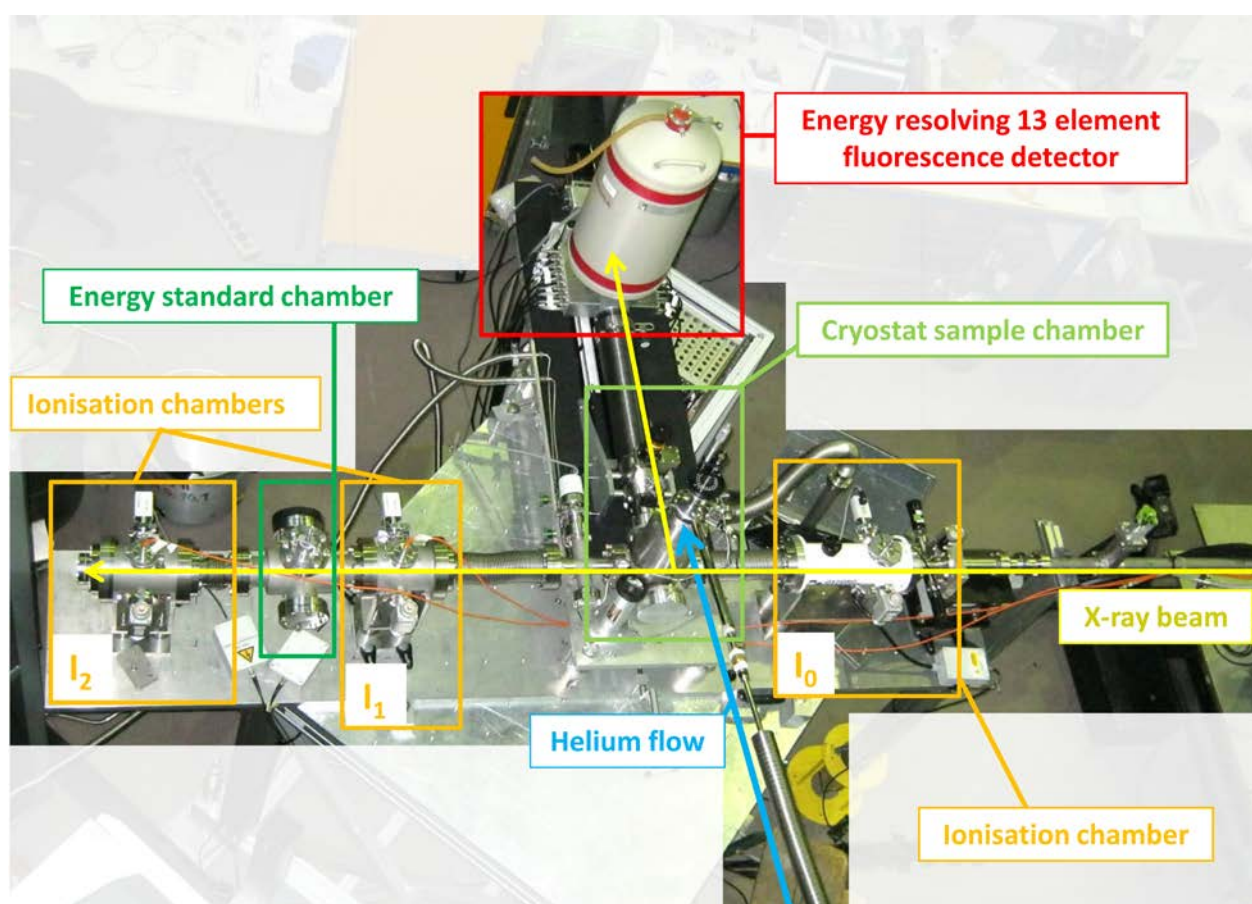 Energy resolving 13 element
fluorescence detector
Energy standard chamber
Cryostat sample chamber
Ionisation chambers
X-ray beam
I₂
I₁
I₀
Helium flow
Ionisation chamber